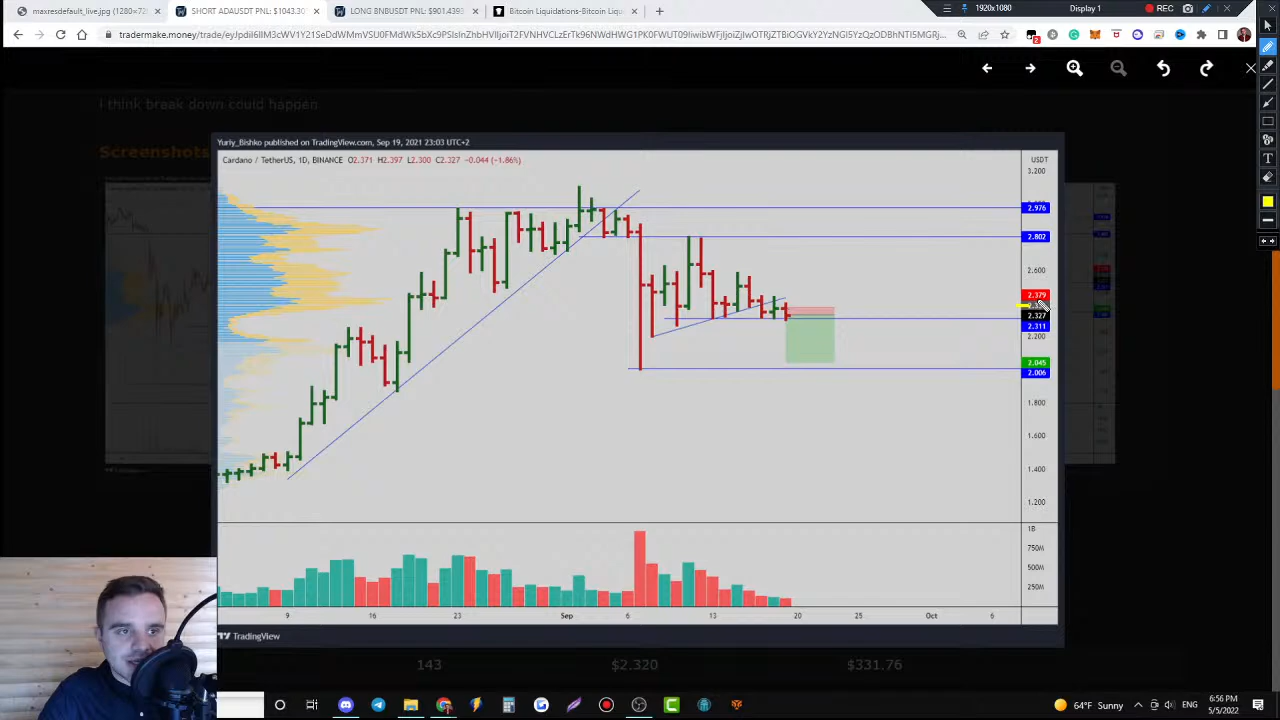 maxresdefault_live.jpg (1280×72
SHORT ADAUSDT PNL: $1043.30
LONG BNBUSDT PNL: $901.4393
Bitcoin Liquidations-Bitcoin Liq
1920x1080
Display 1
REC
I think break down could happen
Screenshots
Yuriy_Bishko published on TradingView.com, Sep 19, 2021 23:03 UTC+2
Cardano / TetherUS, 1D, BINANCE O2.371 H2.397 L2.300 C2.327 −0.044 (−1.86%)
USDT
3.200
2.976
2.802
2.600
2.379
2.327
2.311
2.200
2.045
2.006
1.800
1.600
1.400
1.200
1B
750M
500M
250M
9 16 23 Sep 6 13 20 25 Oct 6
TradingView
143 $2.320 $331.76
64°F Sunny
ENG
6:56 PM
5/5/2022